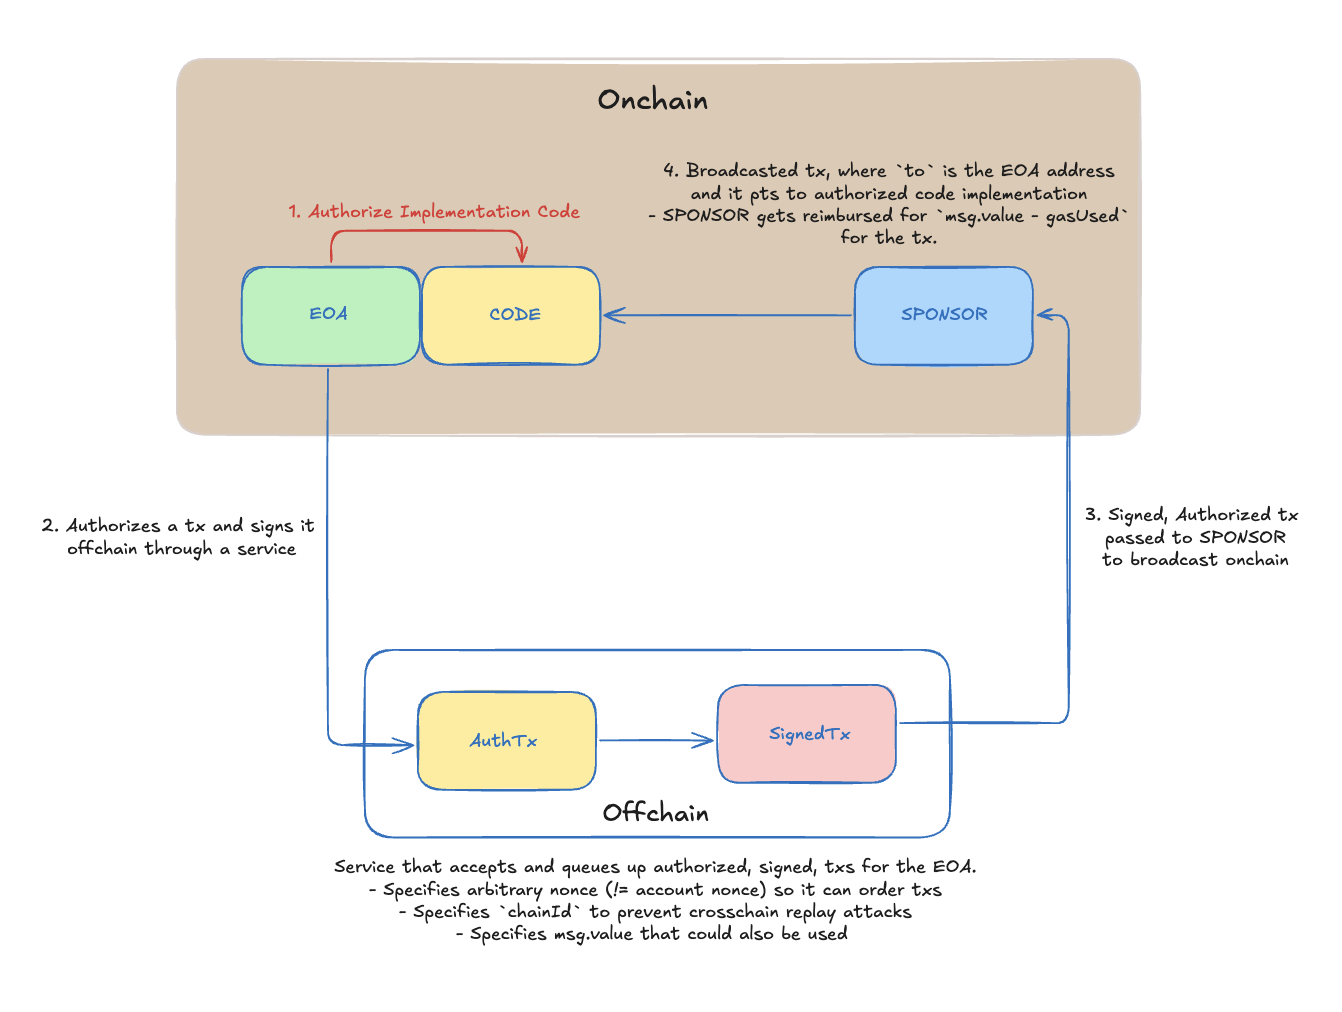 Onchain
4. Broadcasted tx, where `to` is the EOA address
and it pts to authorized code implementation
- SPONSOR gets reimbursed for `msg.value - gasUsed`
for the tx.
1. Authorize Implementation Code
EOA
CODE
SPONSOR
2. Authorizes a tx and signs it
offchain through a service
3. Signed, Authorized tx
passed to SPONSOR
to broadcast onchain
AuthTx
SignedTx
Offchain
Service that accepts and queues up authorized, signed, txs for the EOA.
- Specifies arbitrary nonce (!= account nonce) so it can order txs
- Specifies `chainId` to prevent crosschain replay attacks
- Specifies msg.value that could also be used